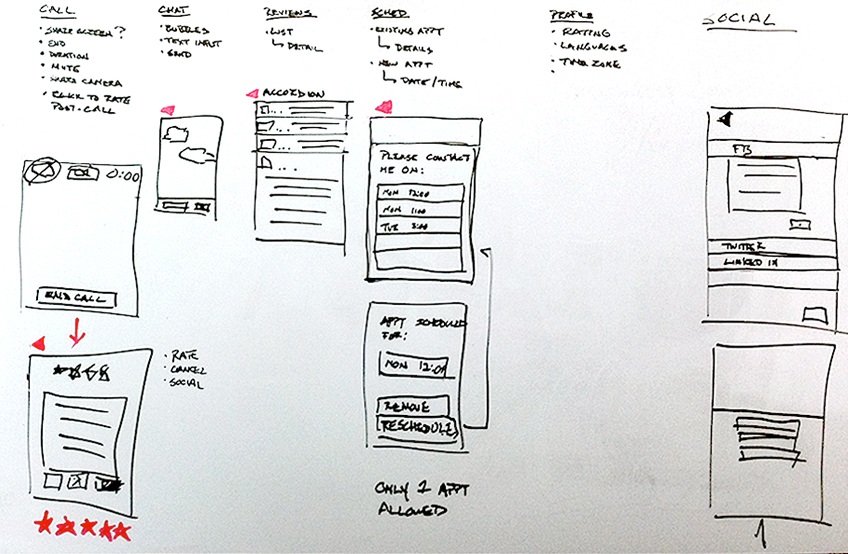 CALL
• SHARE SCREEN?
• END
• DURATION
• MUTE
• SHARE CAMERA
• CLICK TO RATE
POST-CALL
0:00
END CALL
• RATE
• CANCEL
• SOCIAL
CHAT
• BUBBLES
• TEXT INPUT
• SEND
REVIEWS
• LIST
DETAIL
ACCORDION
SCHED
• EXISTING APPT
DETAILS
• NEW APPT
DATE/TIME
PLEASE CONTACT
ME ON:
MON 12:00
MON 11:00
TUE 3:00
APPT SCHEDULED
FOR:
MON 12:00
REMOVE
RESCHEDULE
ONLY 1 APPT
ALLOWED
PROFILE
• RATING
• LANGUAGES
• TIME ZONE
•
SOCIAL
FB
TWITTER
LINKED IN